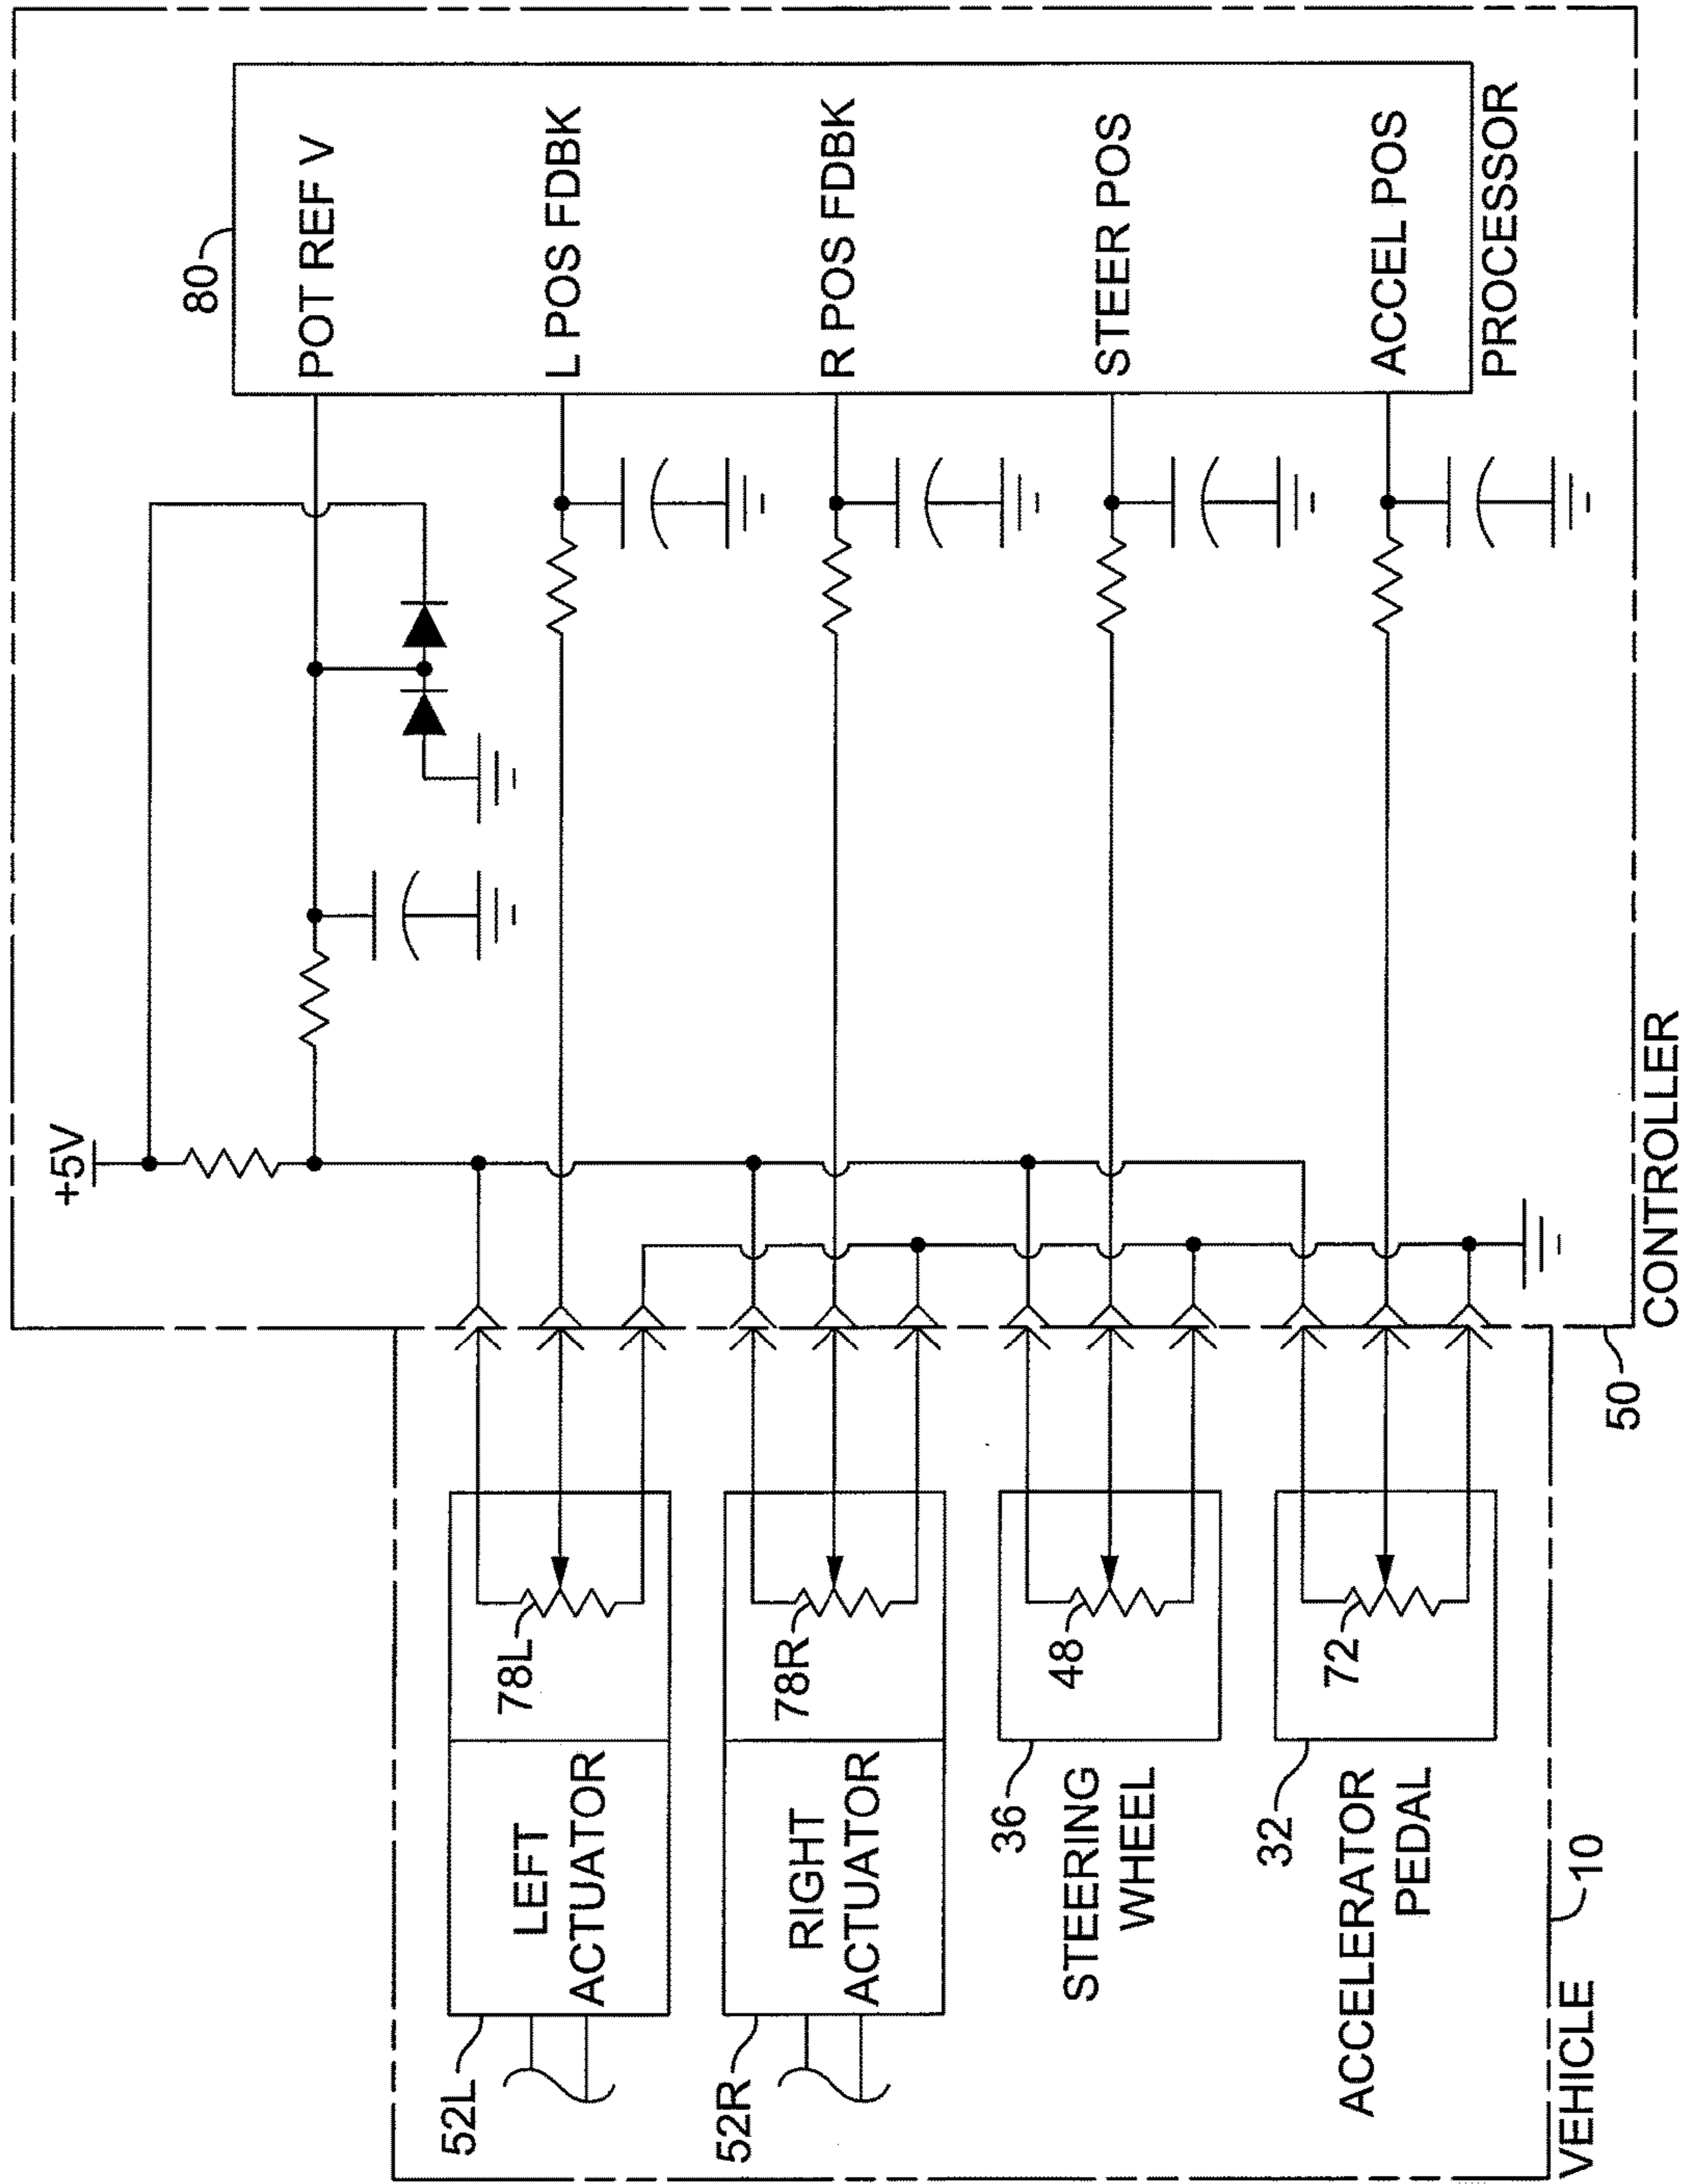 +5V
80
POT REF V
L POS FDBK
R POS FDBK
STEER POS
ACCEL POS
PROCESSOR
CONTROLLER
50
52L
LEFT
ACTUATOR
78L
52R
RIGHT
ACTUATOR
78R
36
STEERING
WHEEL
48
32
ACCELERATOR
PEDAL
72
VEHICLE
10